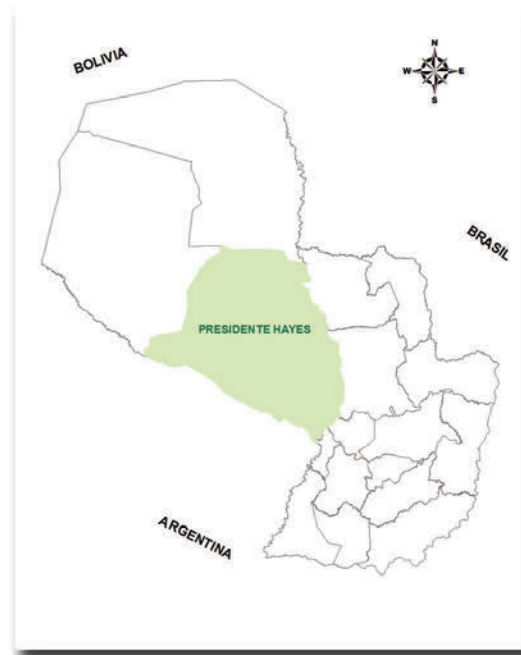 BOLIVIA
N
W E
S
BRASIL
PRESIDENTE HAYES
ARGENTINA